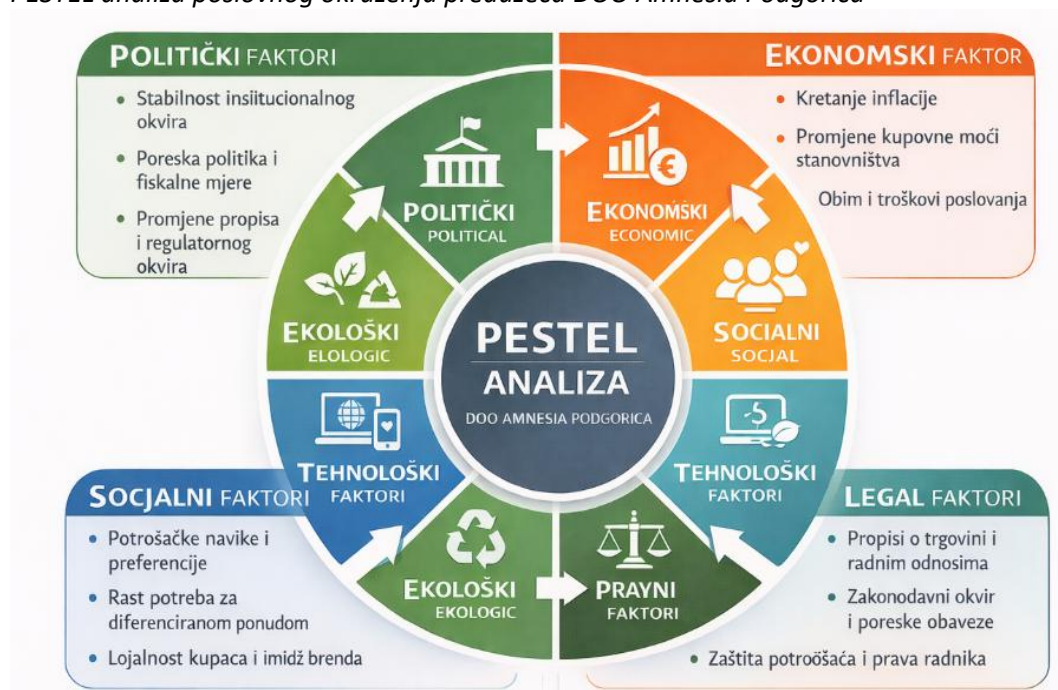 PESTEL analiza poslovnog okruženja preduzeća DOO Amnesia Podgorica
POLITIČKI FAKTORI
• Stabilnost insiitucionalnog
okvira
• Poreska politika i
fiskalne mjere
• Promjene propisa
i regulatornog
okvira
EKONOMSKI FAKTOR
• Kretanje inflacije
• Promjene kupovne moći
stanovništva
Obim i troškovi poslovanja
POLITIČKI
POLITICAL
EKONOMSKI
ECONOMIC
EKOLOŠKI
ELOLOGIC
SOCIALNI
SOCJAL
PESTEL
ANALIZA
DOO AMNESIA PODGORICA
TEHNOLOŠKI
FAKTORI
TEHNOLOŠKI
FAKTORI
EKOLOŠKI
EKOLOGIC
PRAYNI
FAKTORI
SOCJALNI FAKTORI
• Potrošačke navike i
preferencije
• Rast potreba za
diferenciranom ponudom
• Lojalnost kupaca i imidž brenda
LEGAL FAKTORI
• Propisi o trgovini i
radnim odnosima
• Zakonodavni okvir
i poreske obaveze
• Zaštita potroōšaća i prava radnika